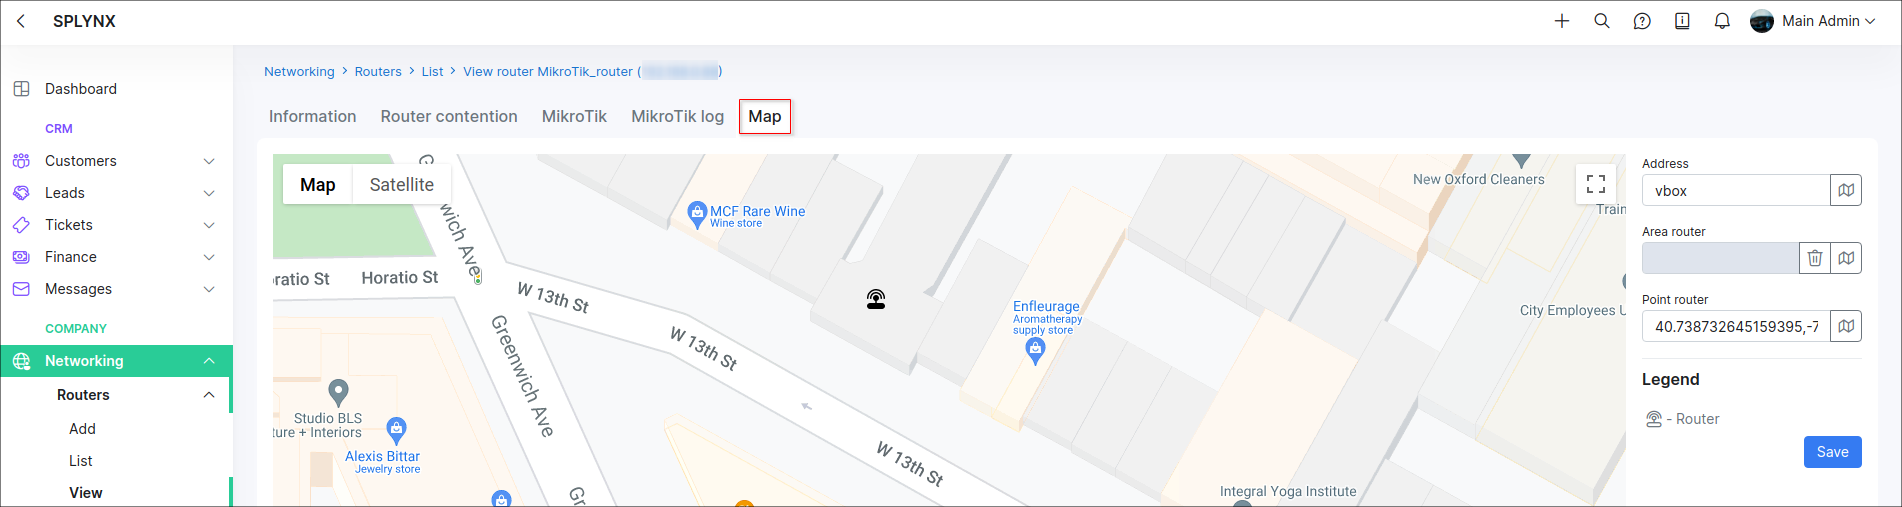 SPLYNX
Main Admin
Dashboard
CRM
Customers
Leads
Tickets
Finance
Messages
COMPANY
Networking
Routers
Add
List
View
Networking > Routers > List > View router MikroTik_router ( )
Information Router contention MikroTik MikroTik log Map
Map Satellite
Greenwich Ave
Horatio St
Horatio St
W 13th St
W 13th St
W 13th St
Greenwich Ave
MCF Rare Wine
Wine store
Enfleurage
Aromatherapy
supply store
New Oxford Cleaners
Train
City Employees U
Studio BLS
ture + Interiors
Alexis Bittar
Jewelry store
Integral Yoga Institute
Address
vbox
Area router
Point router
40.738732645159395,-7
Legend
- Router
Save